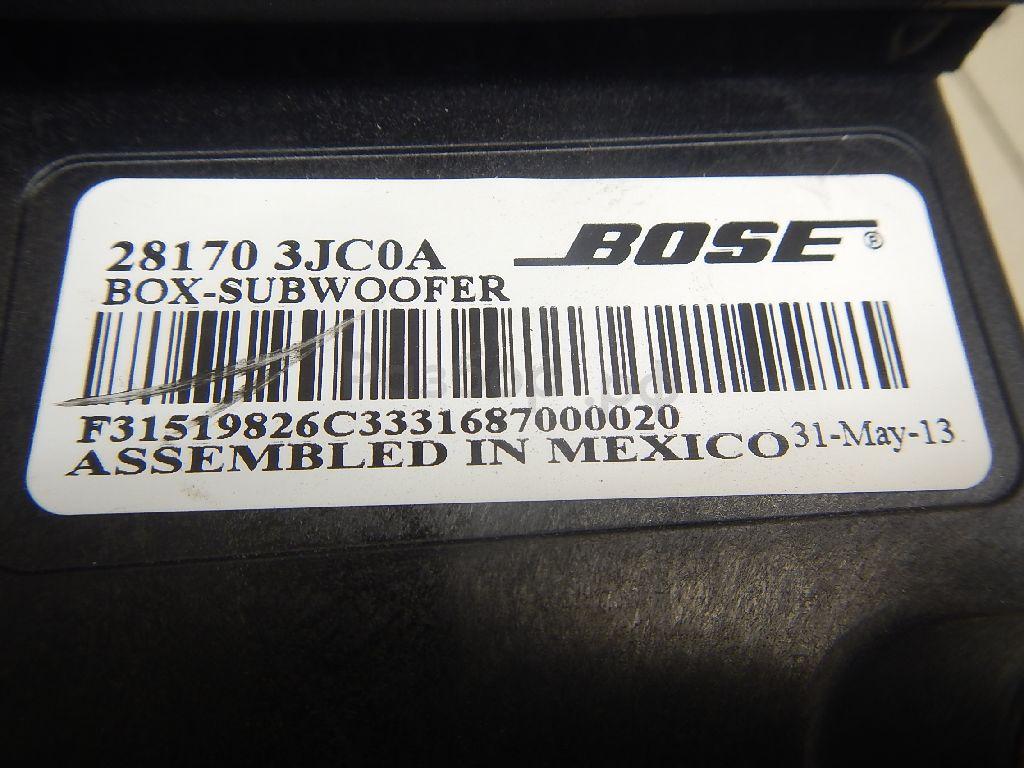 28170 3JC0A
BOSE®
BOX-SUBWOOFER
F31519826C3331687000020
ASSEMBLED IN MEXICO
31-May-13